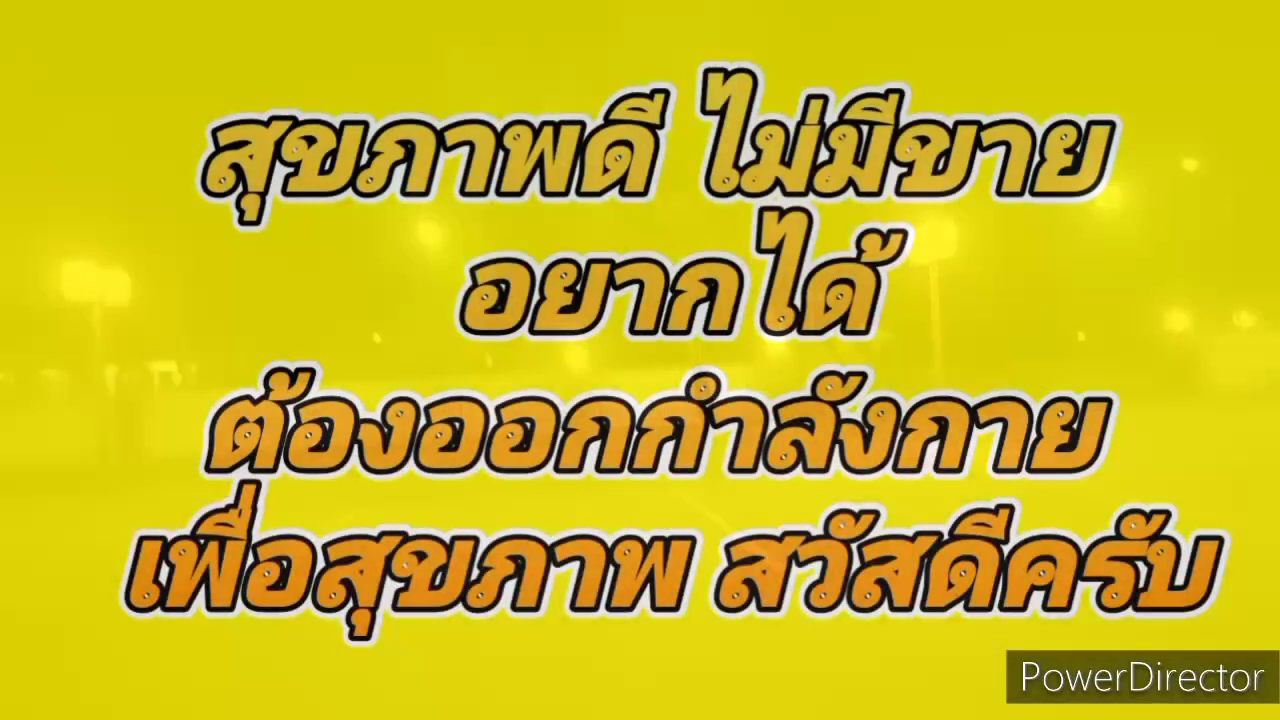 สุขภาพดี ไม่มีขาย
อยากได้
ต้องออกกำลังกาย
เพื่อสุขภาพ สวัสดีครับ
PowerDirector